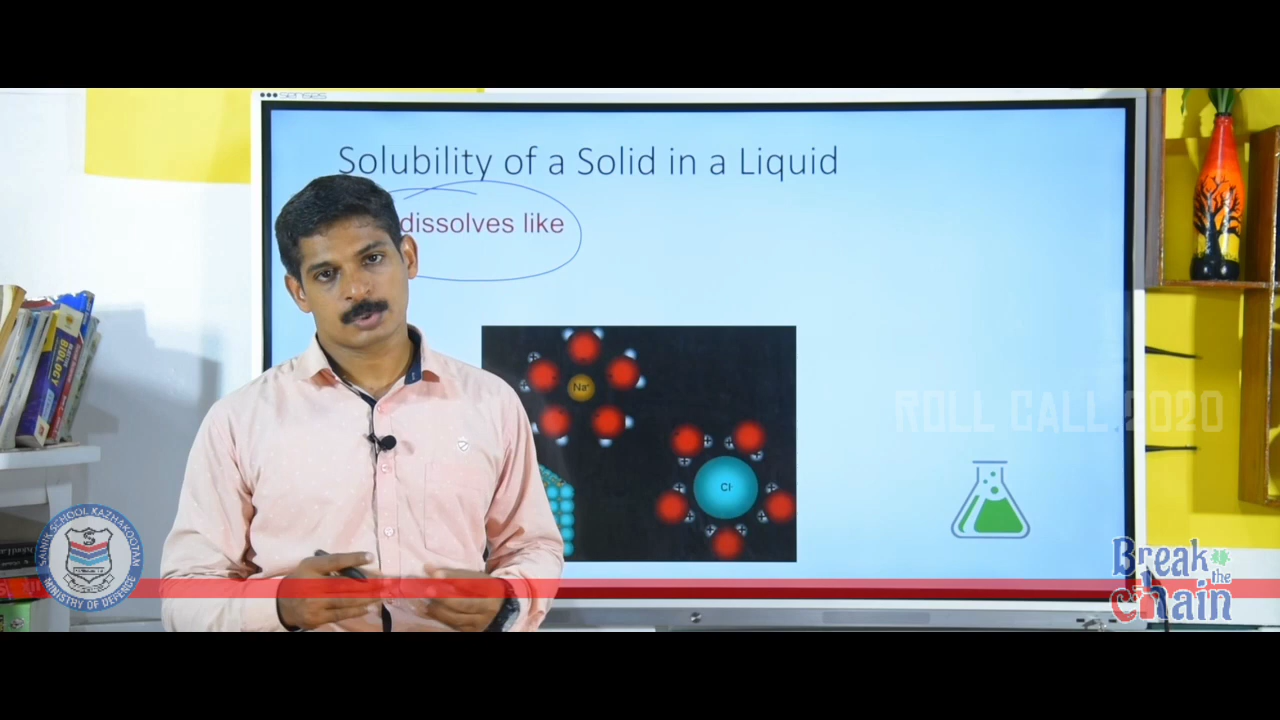 senses
Solubility of a Solid in a Liquid
dissolves like
Na⁺
Cl⁻
ROLL CALL 2020
BIOLOGY
SAINIK SCHOOL KAZHAKOOTAM
MINISTRY OF DEFENCE
Break
the
chain